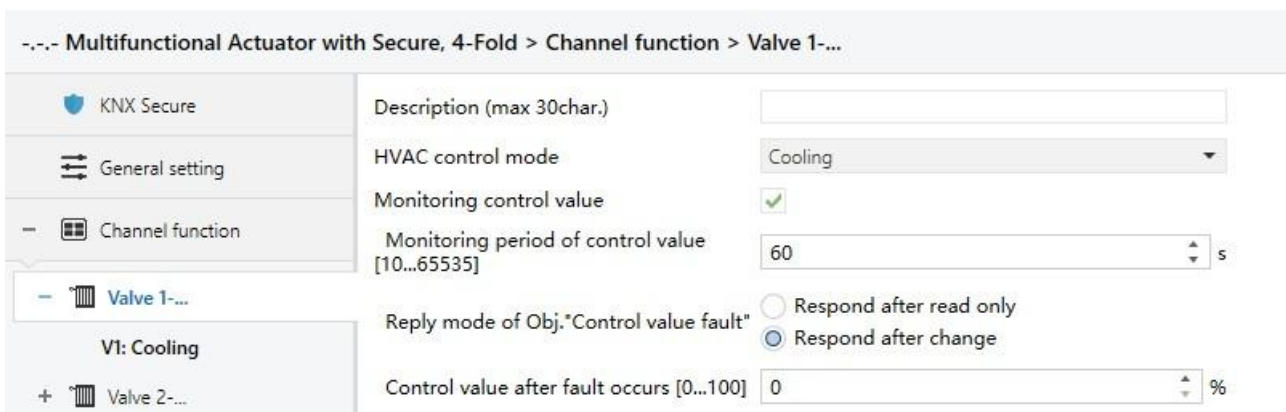 -.-.- Multifunctional Actuator with Secure, 4-Fold > Channel function > Valve 1-...
KNX Secure
General setting
Channel function
Valve 1-...
V1: Cooling
Valve 2-...
Description (max 30char.)
HVAC control mode
Cooling
Monitoring control value
Monitoring period of control value
[10...65535]
60
s
Reply mode of Obj."Control value fault"
Respond after read only
Respond after change
Control value after fault occurs [0...100]
0
%